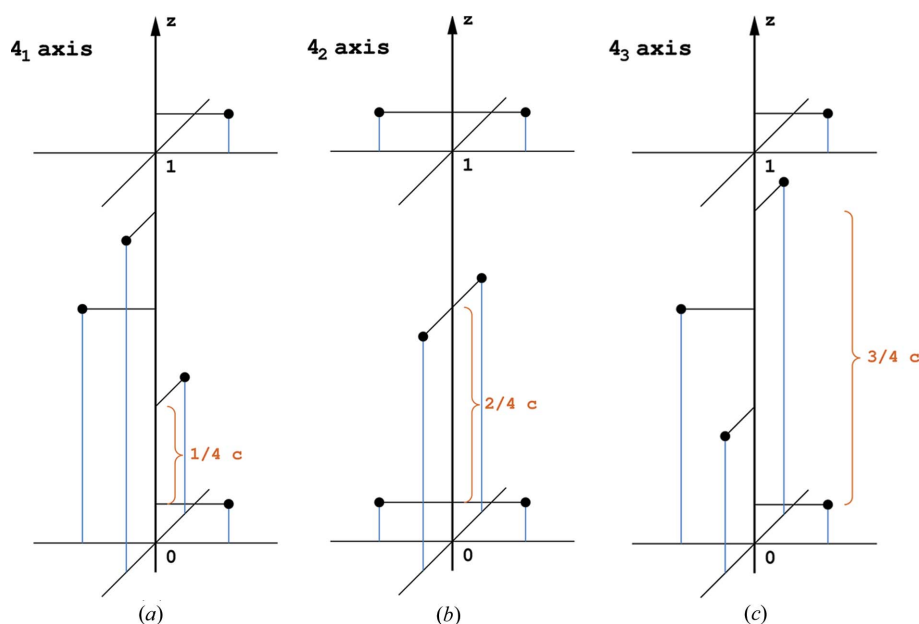 z
4₁ axis
1
1/4 c
0
(a)
z
4₂ axis
1
2/4 c
0
(b)
z
4₃ axis
1
3/4 c
0
(c)